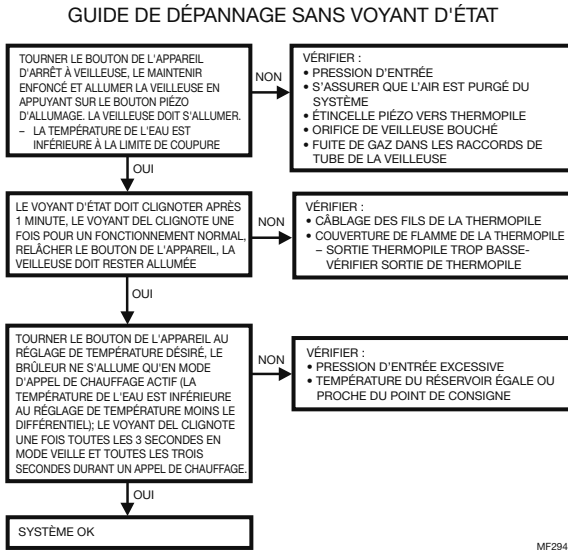 GUIDE DE DÉPANNAGE SANS VOYANT D'ÉTAT
TOURNER LE BOUTON DE L'APPAREIL
D'ARRÊT À VEILLEUSE, LE MAINTENIR
ENFONCÉ ET ALLUMER LA VEILLEUSE EN
APPUYANT SUR LE BOUTON PIÉZO
D'ALLUMAGE. LA VEILLEUSE DOIT S'ALLUMER.
– LA TEMPÉRATURE DE L'EAU EST
INFÉRIEURE À LA LIMITE DE COUPURE
NON
VÉRIFIER :
• PRESSION D'ENTRÉE
• S'ASSURER QUE L'AIR EST PURGÉ DU
SYSTÈME
• ÉTINCELLE PIÉZO VERS THERMOPILE
• ORIFICE DE VEILLEUSE BOUCHÉ
• FUITE DE GAZ DANS LES RACCORDS DE
TUBE DE LA VEILLEUSE
OUI
LE VOYANT D'ÉTAT DOIT CLIGNOTER APRÈS
1 MINUTE, LE VOYANT DEL CLIGNOTE UNE
FOIS POUR UN FONCTIONNEMENT NORMAL,
RELÂCHER LE BOUTON DE L'APPAREIL, LA
VEILLEUSE DOIT RESTER ALLUMÉE
NON
VÉRIFIER :
• CÂBLAGE DES FILS DE LA THERMOPILE
• COUVERTURE DE FLAMME DE LA THERMOPILE
– SORTIE THERMOPILE TROP BASSE-
VÉRIFIER SORTIE DE THERMOPILE
OUI
TOURNER LE BOUTON DE L'APPAREIL AU
RÉGLAGE DE TEMPÉRATURE DÉSIRÉ, LE
BRÛLEUR NE S'ALLUME QU'EN MODE
D'APPEL DE CHAUFFAGE ACTIF (LA
TEMPÉRATURE DE L'EAU EST INFÉRIEURE
AU RÉGLAGE DE TEMPÉRATURE MOINS LE
DIFFÉRENTIEL); LE VOYANT DEL CLIGNOTE
UNE FOIS TOUTES LES 3 SECONDES EN
MODE VEILLE ET TOUTES LES TROIS
SECONDES DURANT UN APPEL DE CHAUFFAGE.
NON
VÉRIFIER :
• PRESSION D'ENTRÉE EXCESSIVE
• TEMPÉRATURE DU RÉSERVOIR ÉGALE OU
PROCHE DU POINT DE CONSIGNE
OUI
SYSTÈME OK
MF294